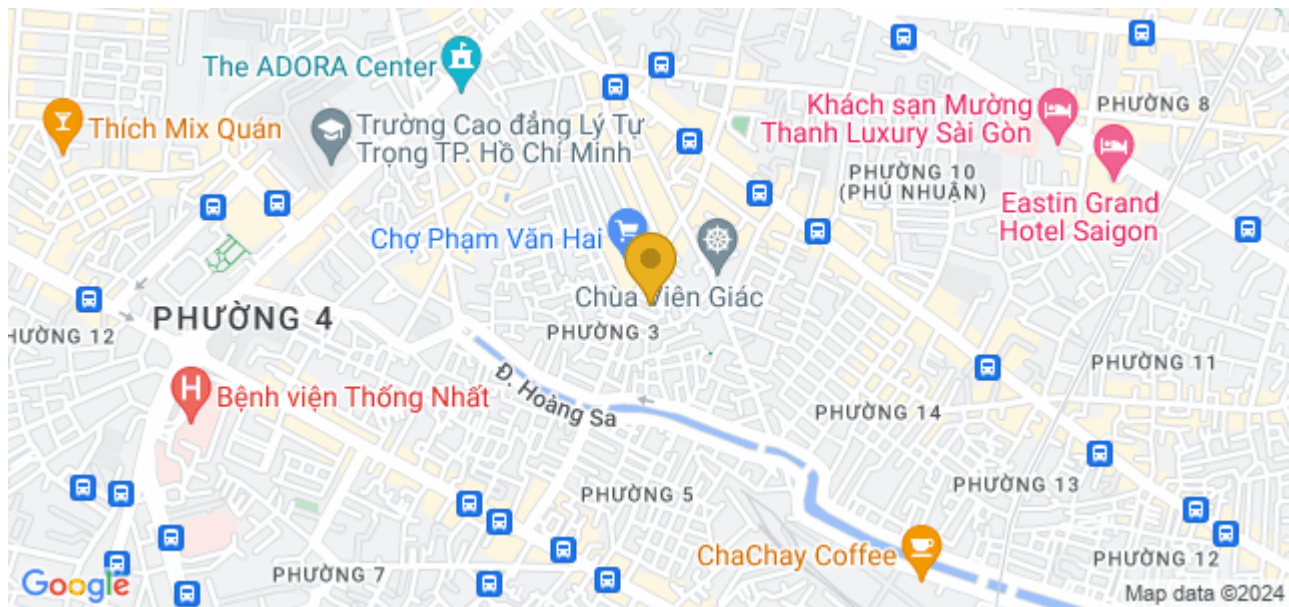 The ADORA Center
Thích Mix Quán
Trường Cao đẳng Lý Tự
Trọng TP. Hồ Chí Minh
Khách sạn Mường
Thanh Luxury Sài Gòn
PHƯỜNG 8
PHƯỜNG 10
(PHÚ NHUẬN)
Eastin Grand
Hotel Saigon
Chợ Phạm Văn Hai
Chùa Viên Giác
PHƯỜNG 4
PHƯỜNG 3
HƯỜNG 12
PHƯỜNG 11
Bệnh viện Thống Nhất
H
Đ. Hoàng Sa
PHƯỜNG 14
PHƯỜNG 5
PHƯỜNG 13
ChaChay Coffee
PHƯỜNG 12
PHƯỜNG 7
Google
Map data ©2024